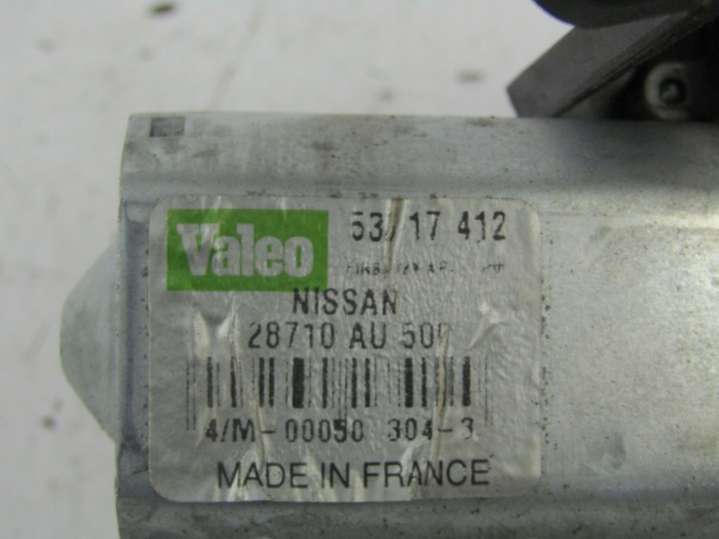 Valeo 53 17 412
NISSAN
28710 AU 50
4/M-00050 304-3
MADE IN FRANCE